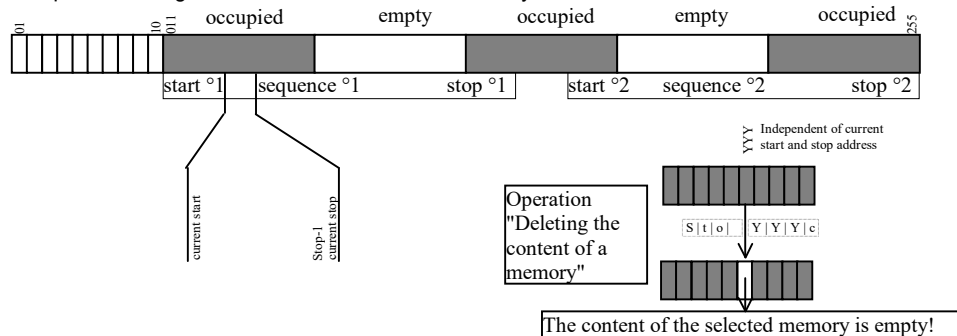 occupied empty occupied empty occupied
01 10 011 255
start °1 sequence °1 stop °1 start °2 sequence °2 stop °2
current start
Stop-1
current stop
YYY
Independent of current
start and stop address
Operation
"Deleting the
content of a
memory"
S | t | o | Y | Y | Y | c
The content of the selected memory is empty!